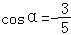 cos α = -3/5